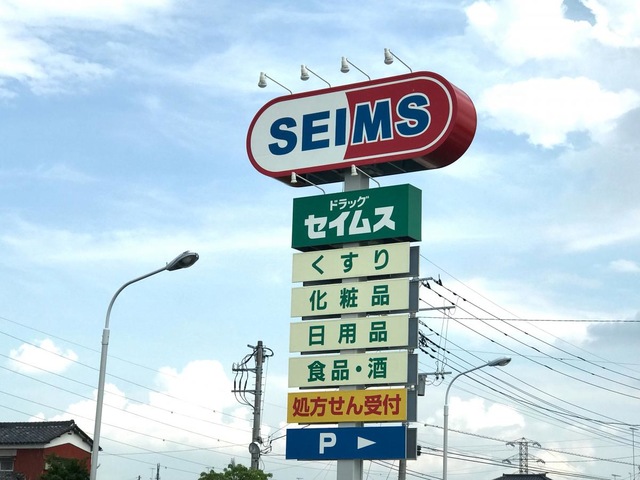 SEIMS
ドラッグ
セイムス
くすり
化粧品
日用品
食品・酒
処方せん受付
P